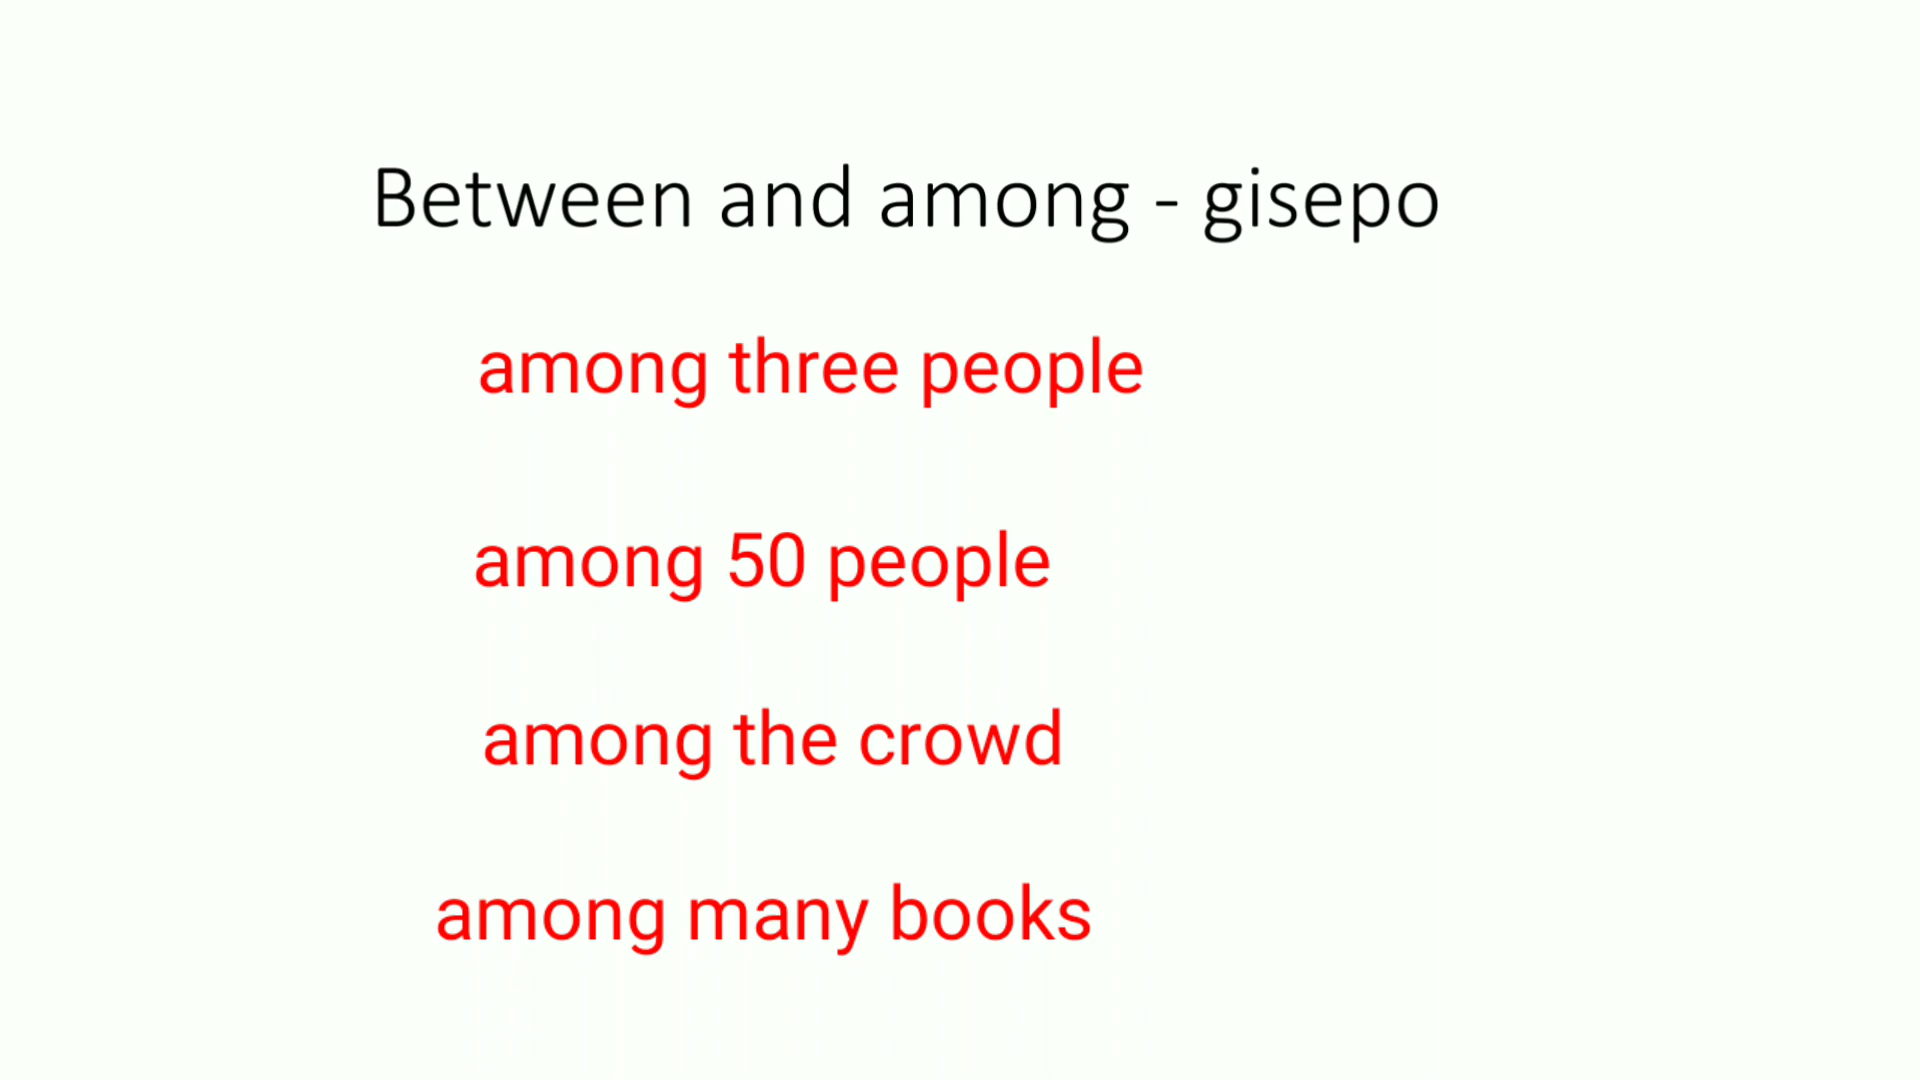 Between and among - gisepo
among three people
among 50 people
among the crowd
among many books